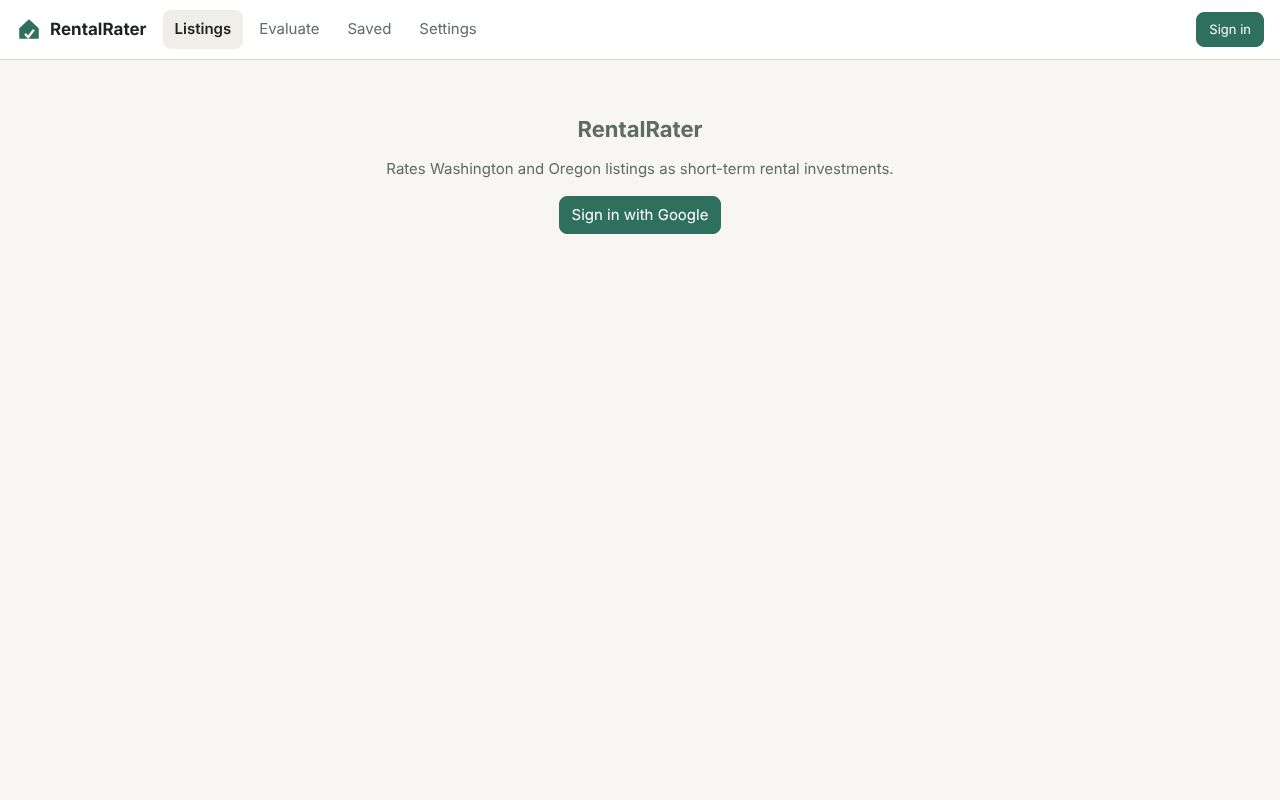 RentalRater Listings Evaluate Saved Settings Sign in
RentalRater
Rates Washington and Oregon listings as short-term rental investments.
Sign in with Google